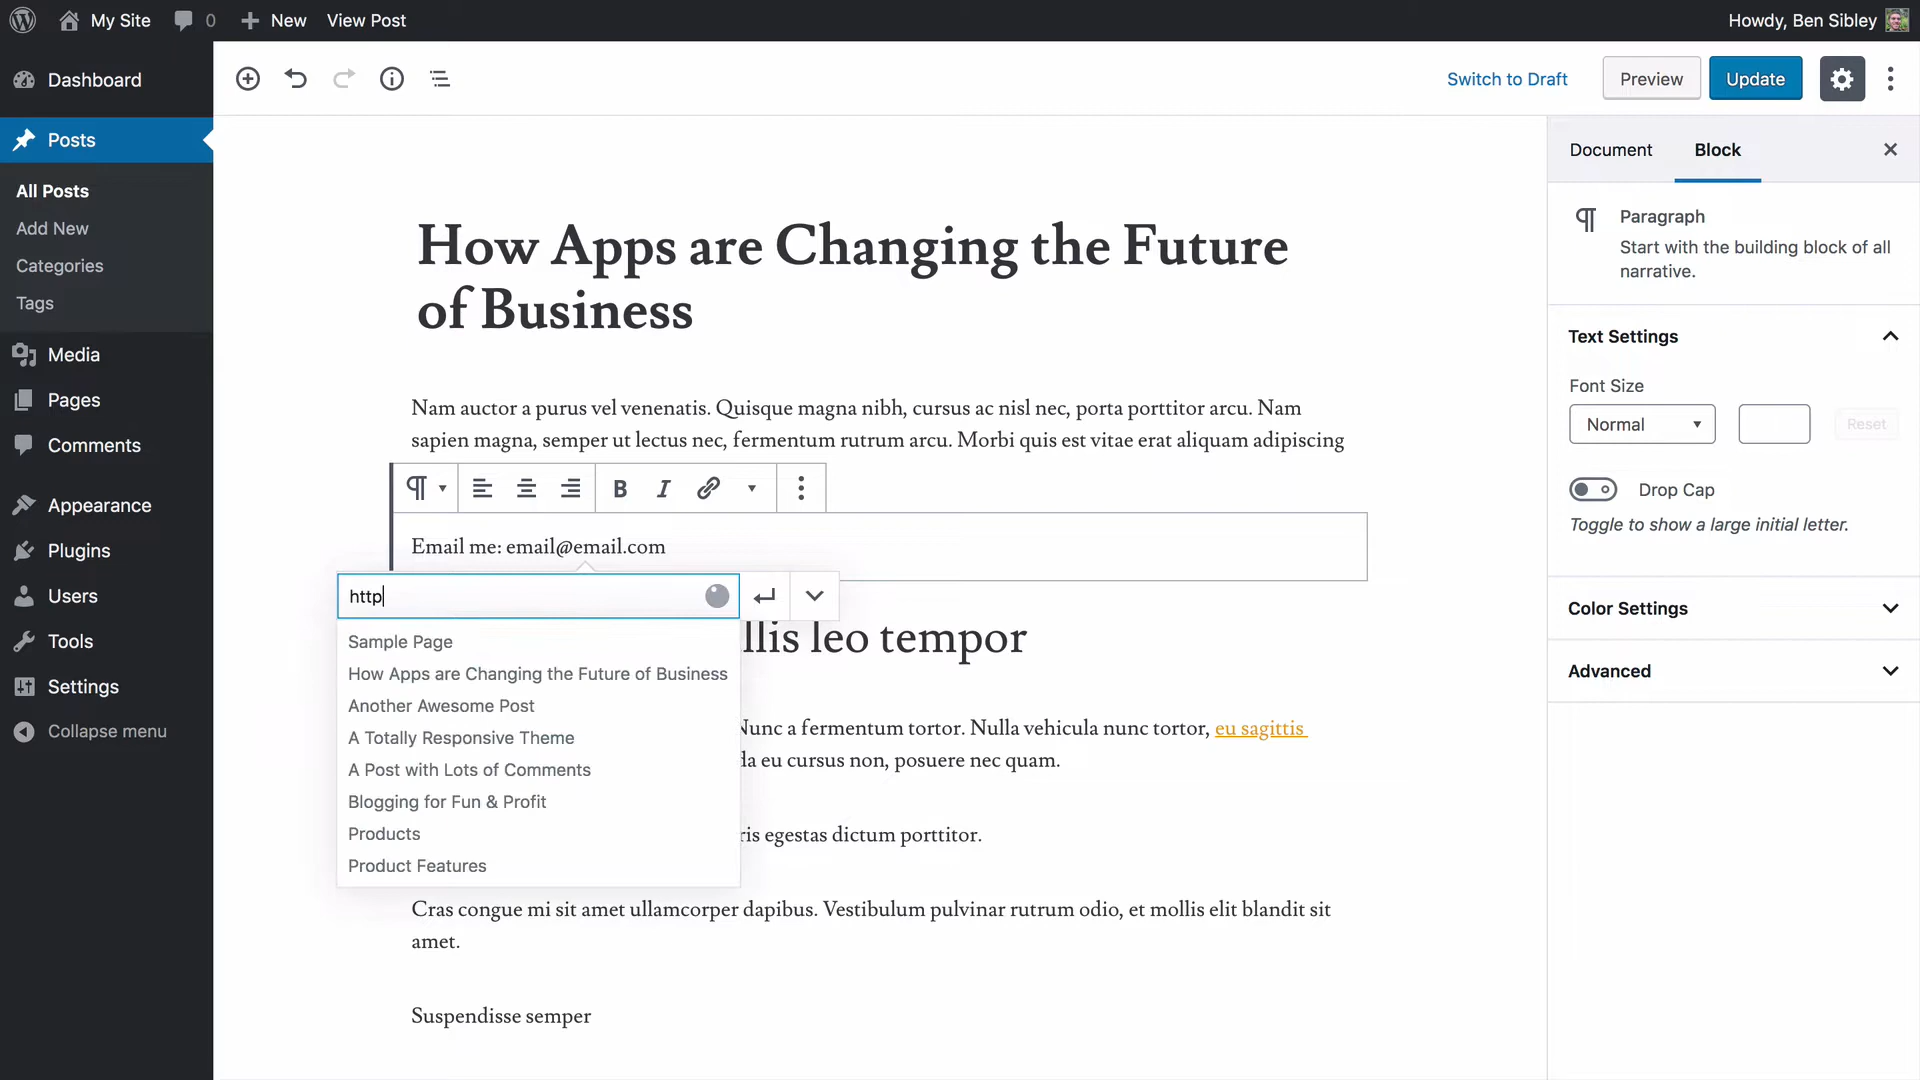 My Site
0
New
View Post
Howdy, Ben Sibley
Dashboard
Posts
All Posts
Add New
Categories
Tags
Media
Pages
Comments
Appearance
Plugins
Users
Tools
Settings
Collapse menu
Switch to Draft
Preview
Update
How Apps are Changing the Future
of Business
Nam auctor a purus vel venenatis. Quisque magna nibh, cursus ac nisl nec, porta porttitor arcu. Nam
sapien magna, semper ut lectus nec, fermentum rutrum arcu. Morbi quis est vitae erat aliquam adipiscing
B I
Email me: email@email.com
http
Sample Page
How Apps are Changing the Future of Business
Another Awesome Post
A Totally Responsive Theme
A Post with Lots of Comments
Blogging for Fun & Profit
Products
Product Features
llis leo tempor
Nunc a fermentum tortor. Nulla vehicula nunc tortor, eu sagittis
da eu cursus non, posuere nec quam.
ris egestas dictum porttitor.
Cras congue mi sit amet ullamcorper dapibus. Vestibulum pulvinar rutrum odio, et mollis elit blandit sit
amet.
Suspendisse semper
Document
Block
Paragraph
Start with the building block of all
narrative.
Text Settings
Font Size
Normal
Reset
Drop Cap
Toggle to show a large initial letter.
Color Settings
Advanced